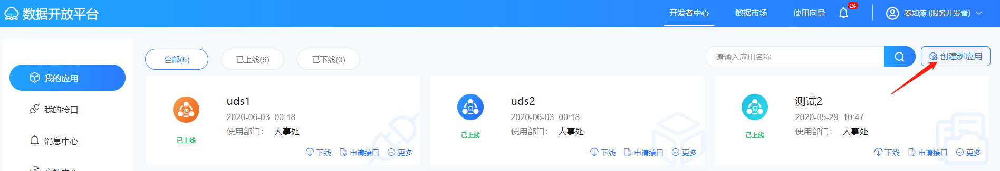 数据开放平台
开发者中心
数据市场
使用向导
24
秦知涛 (服务开发者)
我的应用
我的接口
消息中心
全部(6)
已上线(6)
已下线(0)
请输入应用名称
创建新应用
uds1
2020-06-03 00:18
使用部门： 人事处
已上线
下线 申请接口 更多
uds2
2020-06-03 00:18
使用部门： 人事处
已上线
下线 申请接口 更多
测试2
2020-05-29 10:47
使用部门： 人事处
已上线
下线 申请接口 更多